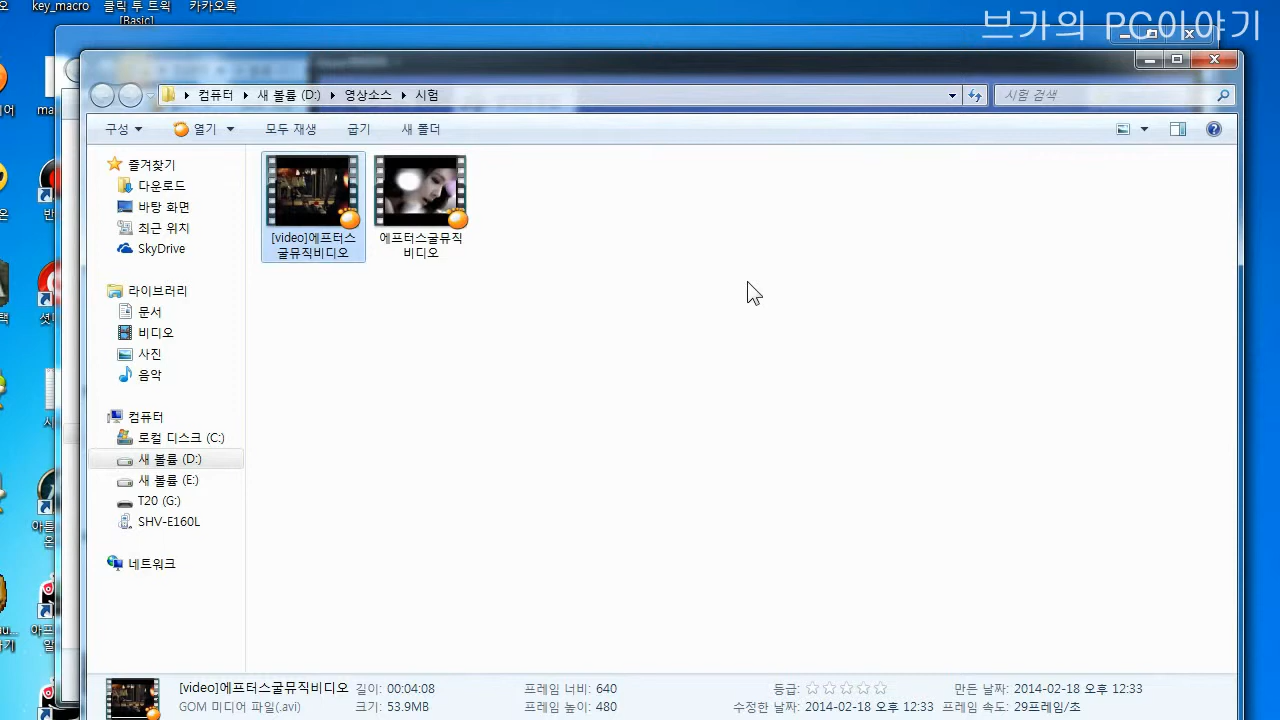 key_macro
클릭 투 트윅
[Basic]
카카오톡
브가의 PC이야기
컴퓨터
새 볼륨 (D:)
영상소스
시험
시험 검색
구성
열기
모두 재생
굽기
새 폴더
즐겨찾기
다운로드
바탕 화면
최근 위치
SkyDrive
라이브러리
문서
비디오
사진
음악
컴퓨터
로컬 디스크 (C:)
새 볼륨 (D:)
새 볼륨 (E:)
T20 (G:)
SHV-E160L
네트워크
[video]에프터스
쿨뮤직비디오
에프터스쿨뮤직
비디오
[video]에프터스쿨뮤직비디오
GOM 미디어 파일(.avi)
길이: 00:04:08
크기: 53.9MB
프레임 너비: 640
프레임 높이: 480
등급:
수정한 날짜: 2014-02-18 오후 12:33
만든 날짜: 2014-02-18 오후 12:33
프레임 속도: 29프레임/초